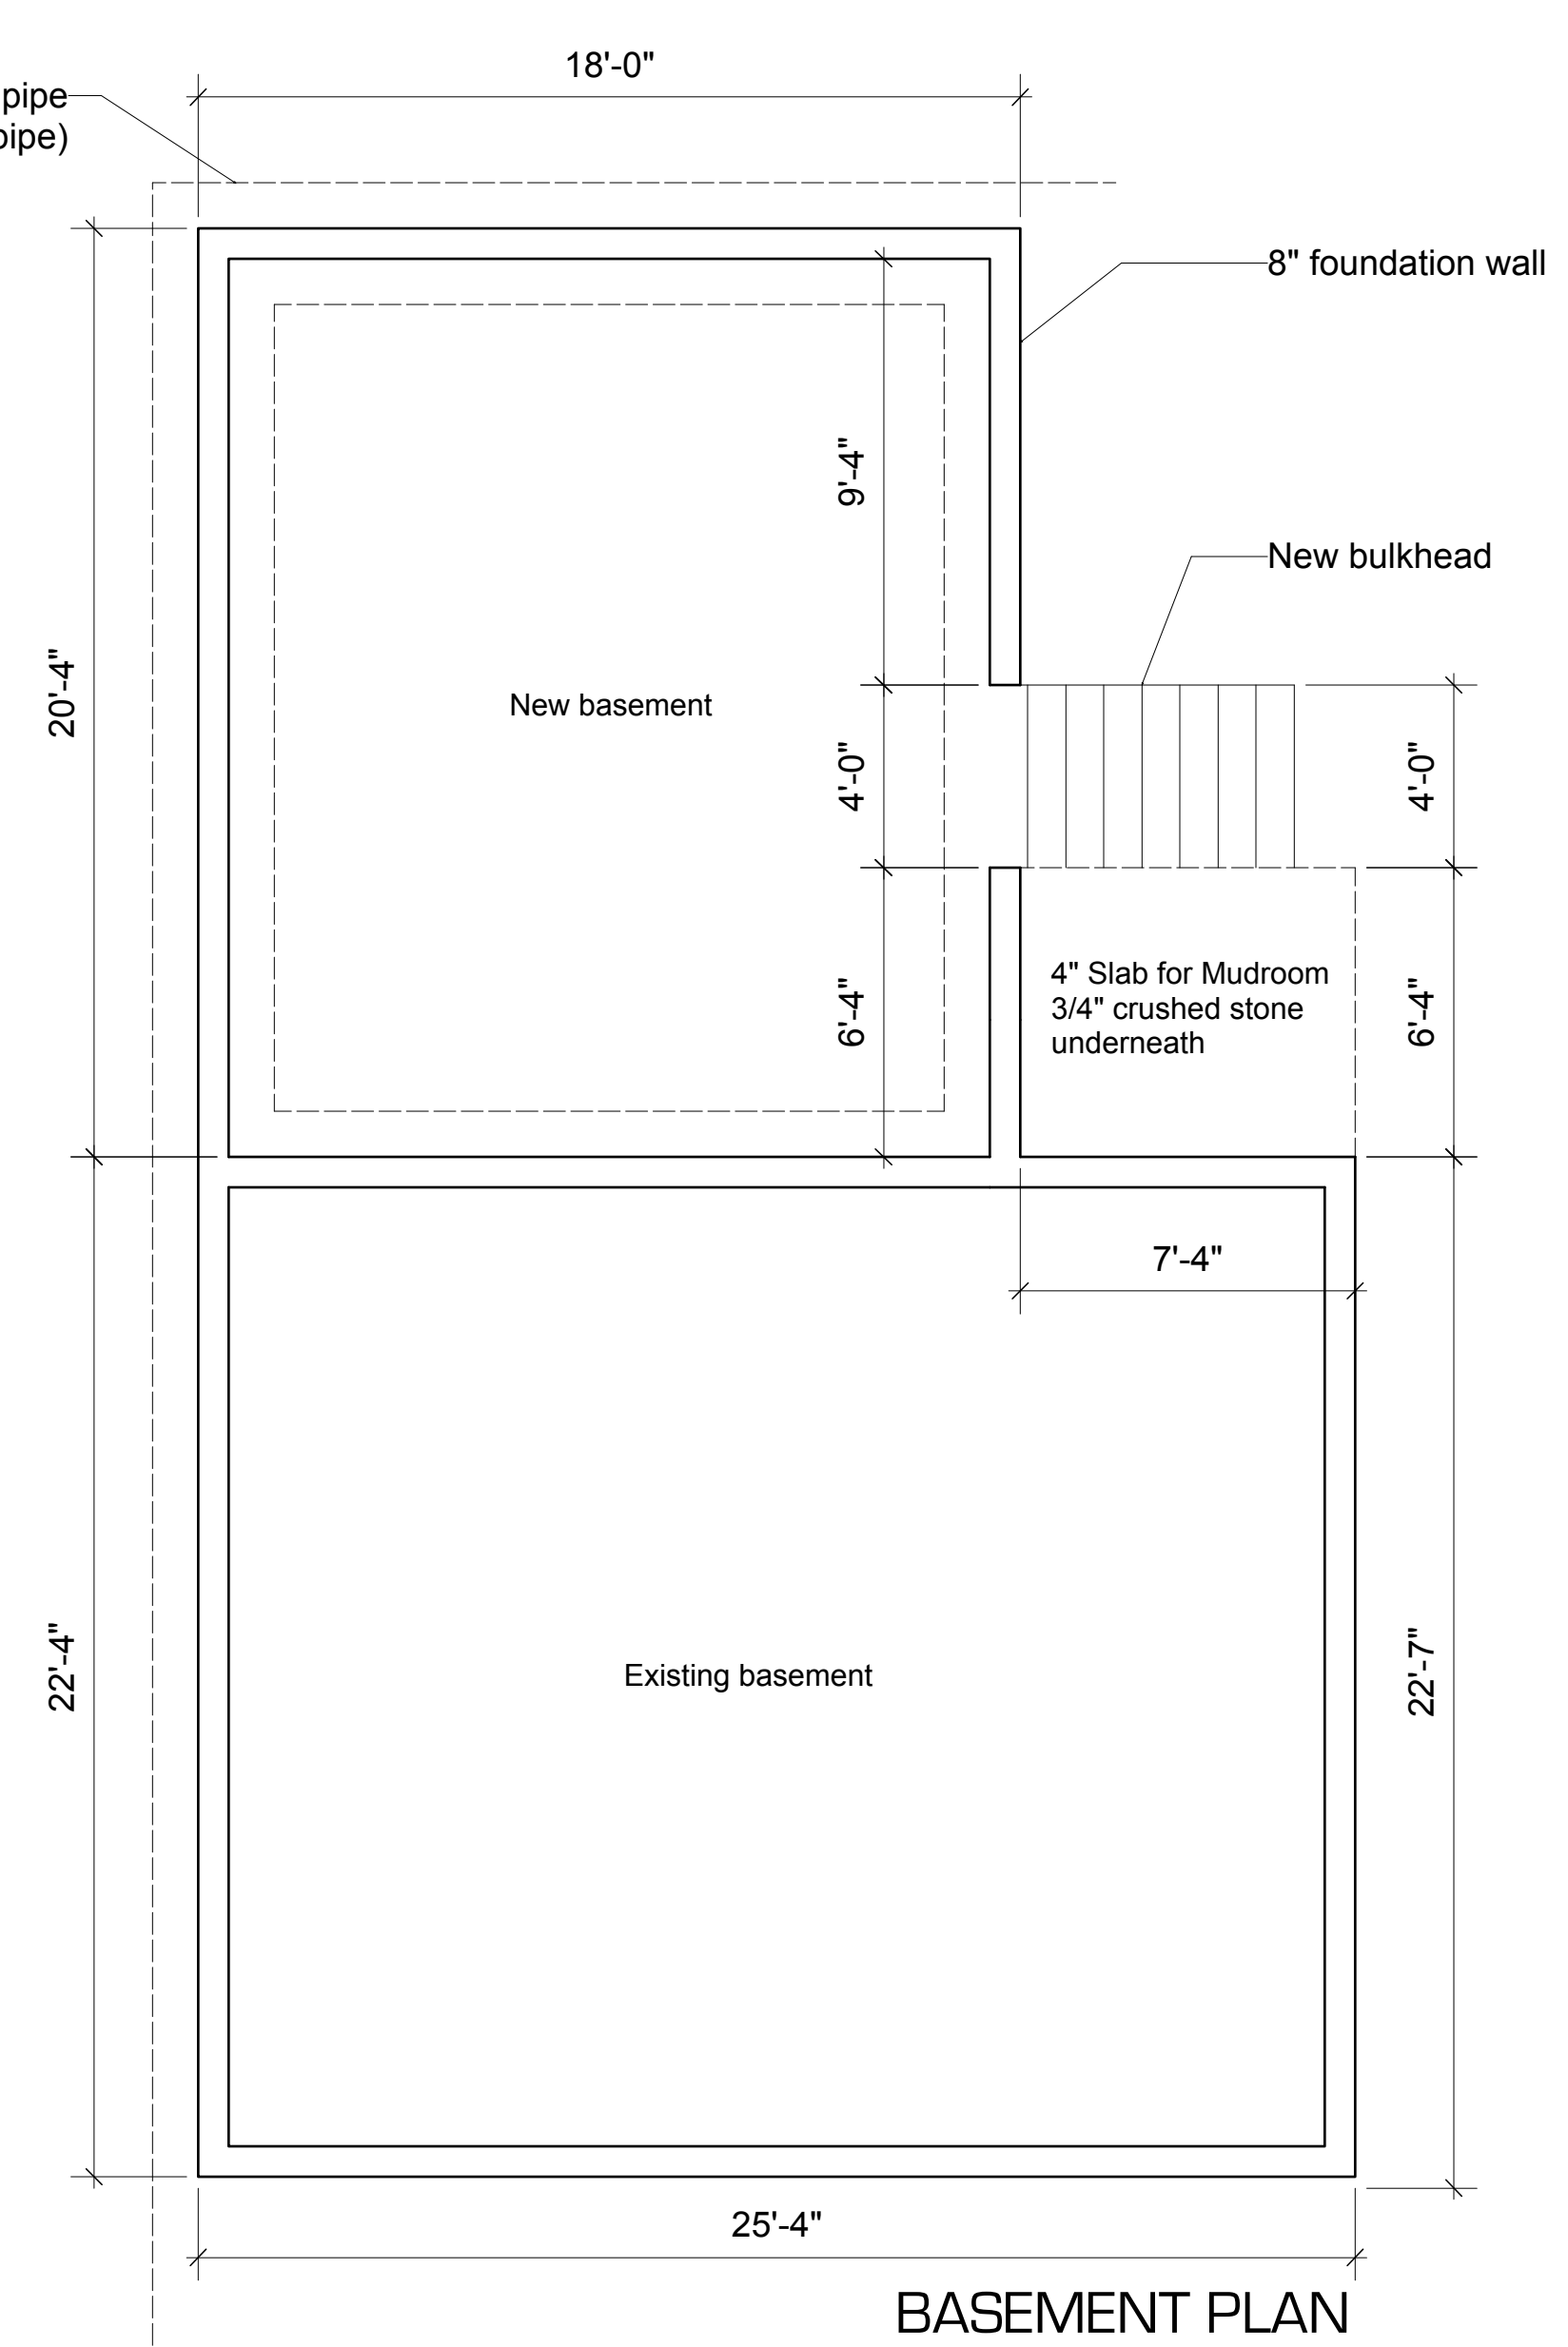 18'-0"
pipe
pipe)
8" foundation wall
9'-4"
New bulkhead
20'-4"
New basement
4'-0"
4'-0"
4" Slab for Mudroom
3/4" crushed stone
underneath
6'-4"
6'-4"
7'-4"
22'-4"
Existing basement
22'-7"
25'-4"
BASEMENT PLAN